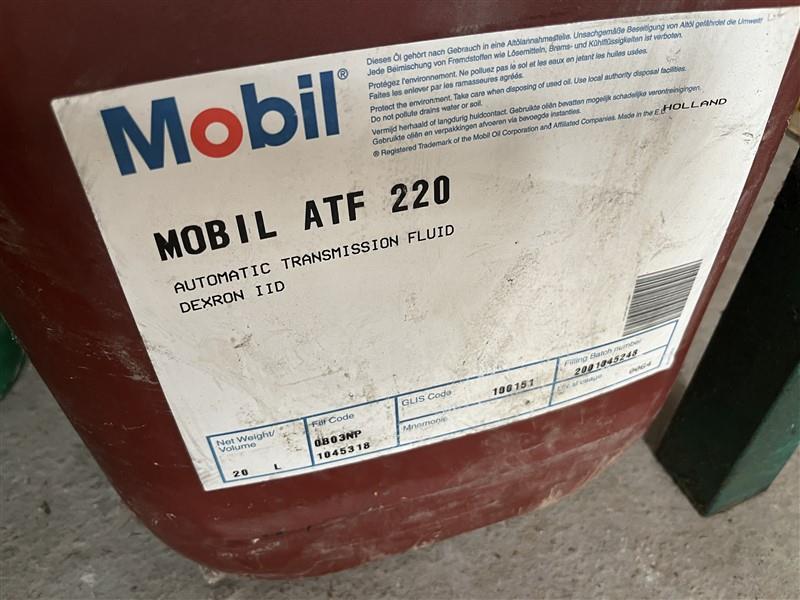 Mobil®
Dieses Öl gehört nach Gebrauch in eine Altölannahmestelle. Unsachgemäße Beseitigung von Altöl gefährdet die Umwelt!
Jede Beimischung von Fremdstoffen wie Lösemitteln, Brems- und Kühlflüssigkeiten ist verboten.
Protégez l'environnement. Ne polluez pas le sol et les eaux en jetant les huiles usées.
Faites les enlever par les ramasseurs agréés.
Protect the environment. Take care when disposing of used oil. Use local authority disposal facilities.
Do not pollute drains water or soil.
Vermijd herhaald of langdurig huidcontact. Gebruikte oliën bevatten mogelijk schadelijke verontreinigingen.
Gebruikte oliën en verpakkingen afvoeren via bevoegde instanties.
® Registered Trademark of the Mobil Oil Corporation and Affiliated Companies. Made in the E.C. HOLLAND
MOBIL ATF 220
AUTOMATIC TRANSMISSION FLUID
DEXRON IID
Net Weight/
Volume
20 L
Fill Code
0B03NP
1045318
GLIS Code
100151
Mnemonic
Filling Batch number
2001045248